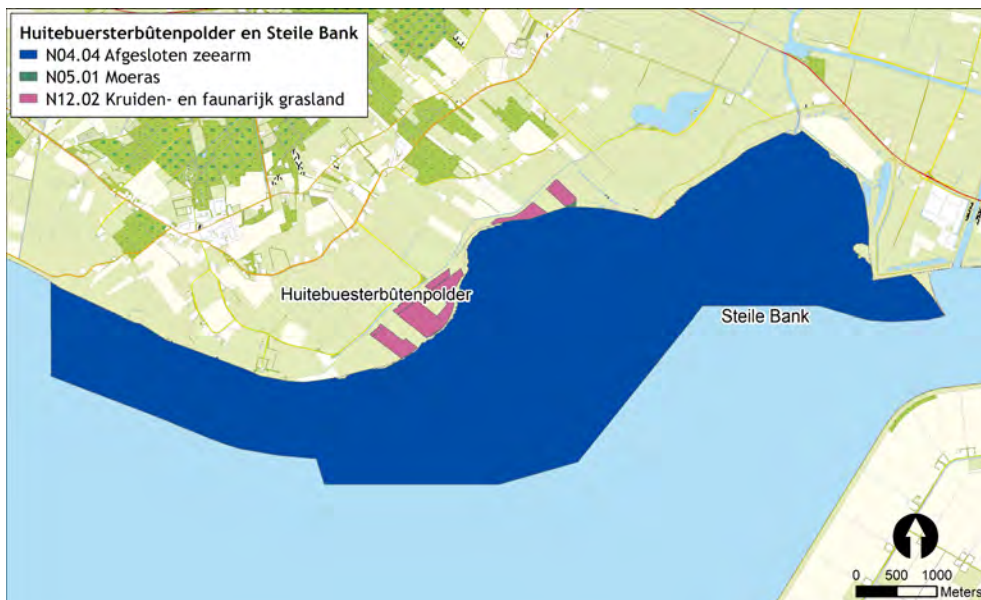 Huitebuersterbûtenpolder en Steile Bank
N04.04 Afgesloten zeearm
N05.01 Moeras
N12.02 Kruiden- en faunarijk grasland
Huitebuesterbûtenpolder
Steile Bank
0 500 1000
Meters